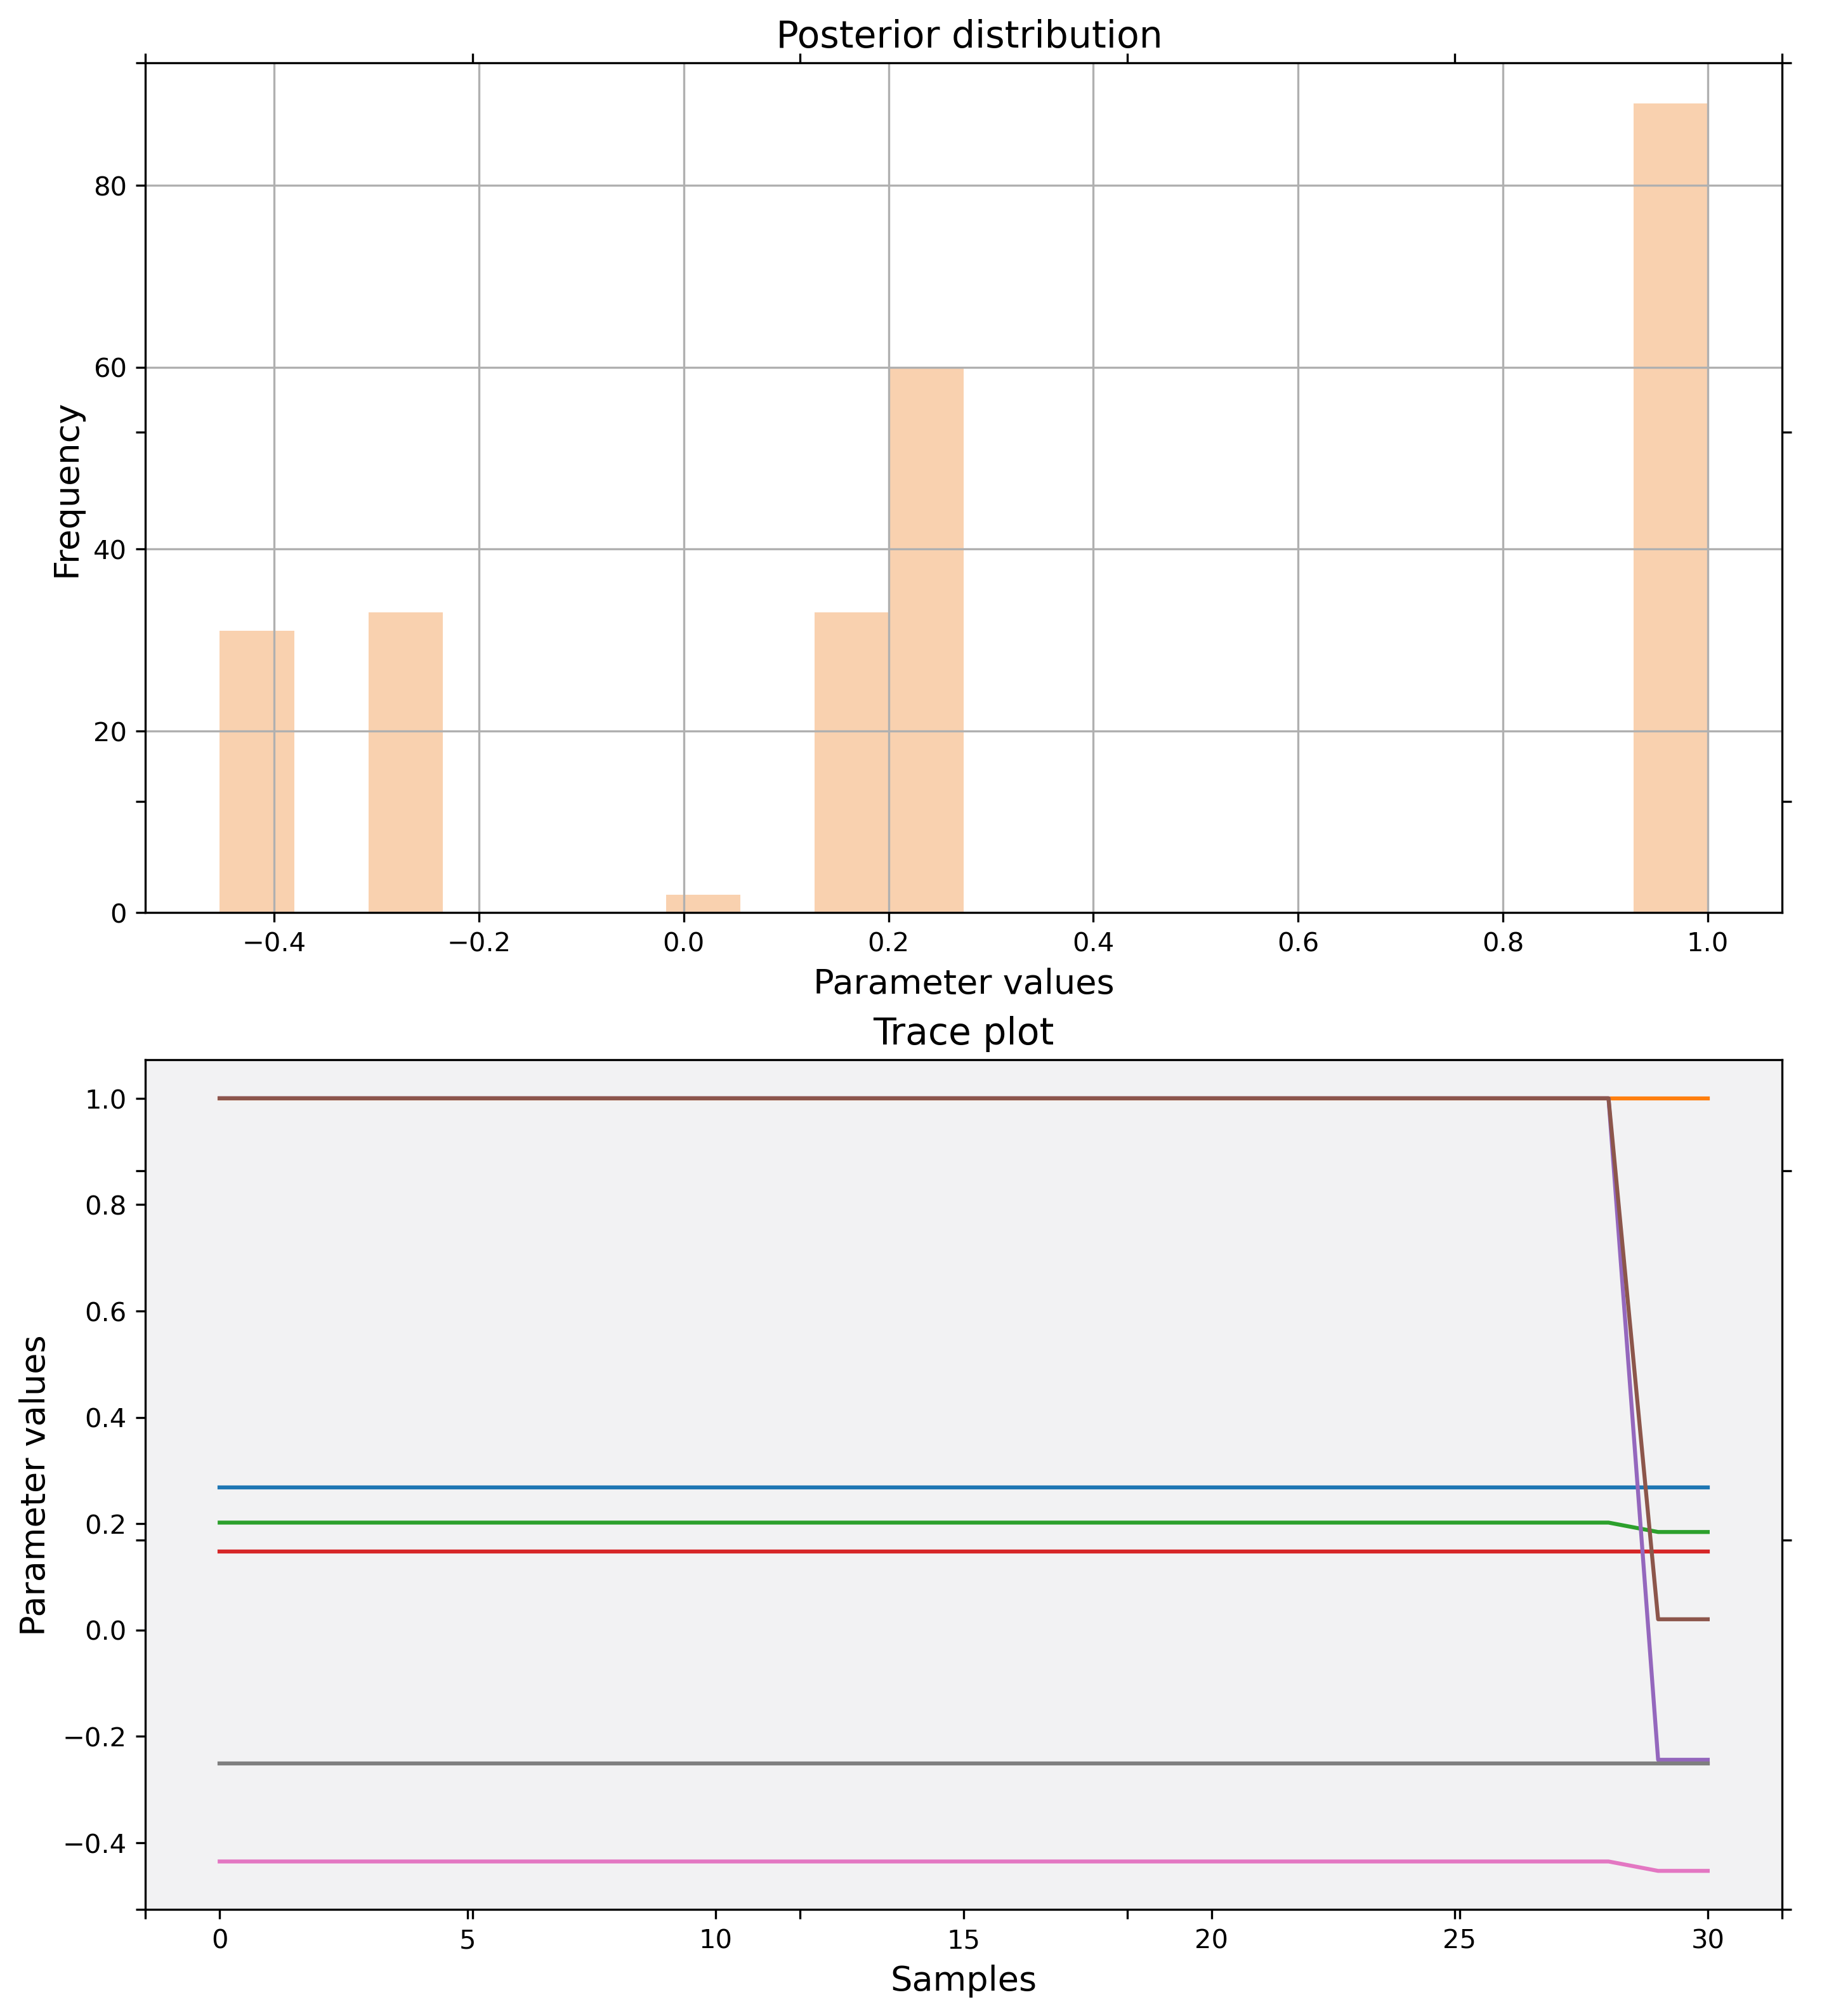 Posterior distribution
Frequency
80
60
40
20
0
−0.4 −0.2 0.0 0.2 0.4 0.6 0.8 1.0
Parameter values
Trace plot
Parameter values
1.0
0.8
0.6
0.4
0.2
0.0
−0.2
−0.4
0 5 10 15 20 25 30
Samples